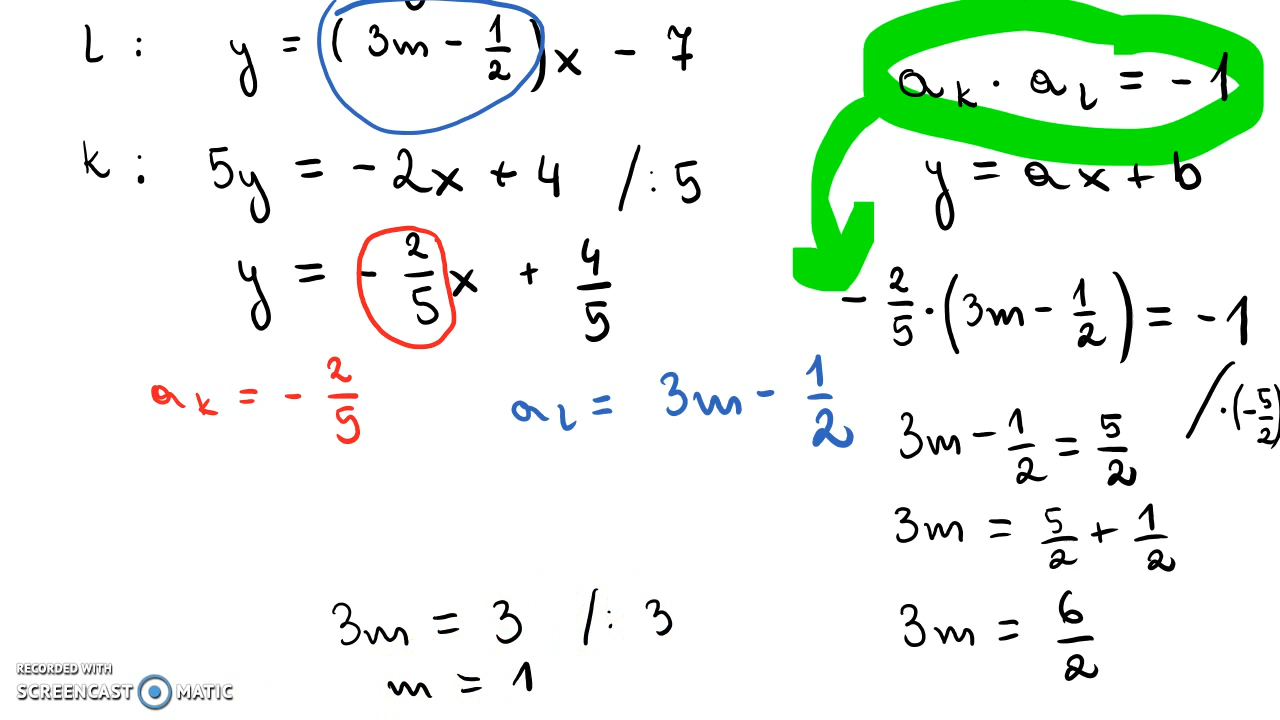 l : y = (3m - 1/2)x - 7
k : 5y = -2x + 4 /:5
y = -2/5 x + 4/5
a_k = -2/5
a_l = 3m - 1/2
a_k · a_l = -1
y = ax + b
-2/5 · (3m - 1/2) = -1
/·(-5/2)
3m - 1/2 = 5/2
3m = 5/2 + 1/2
3m = 6/2
3m = 3 /:3
m = 1
RECORDED WITH
SCREENCAST MATIC